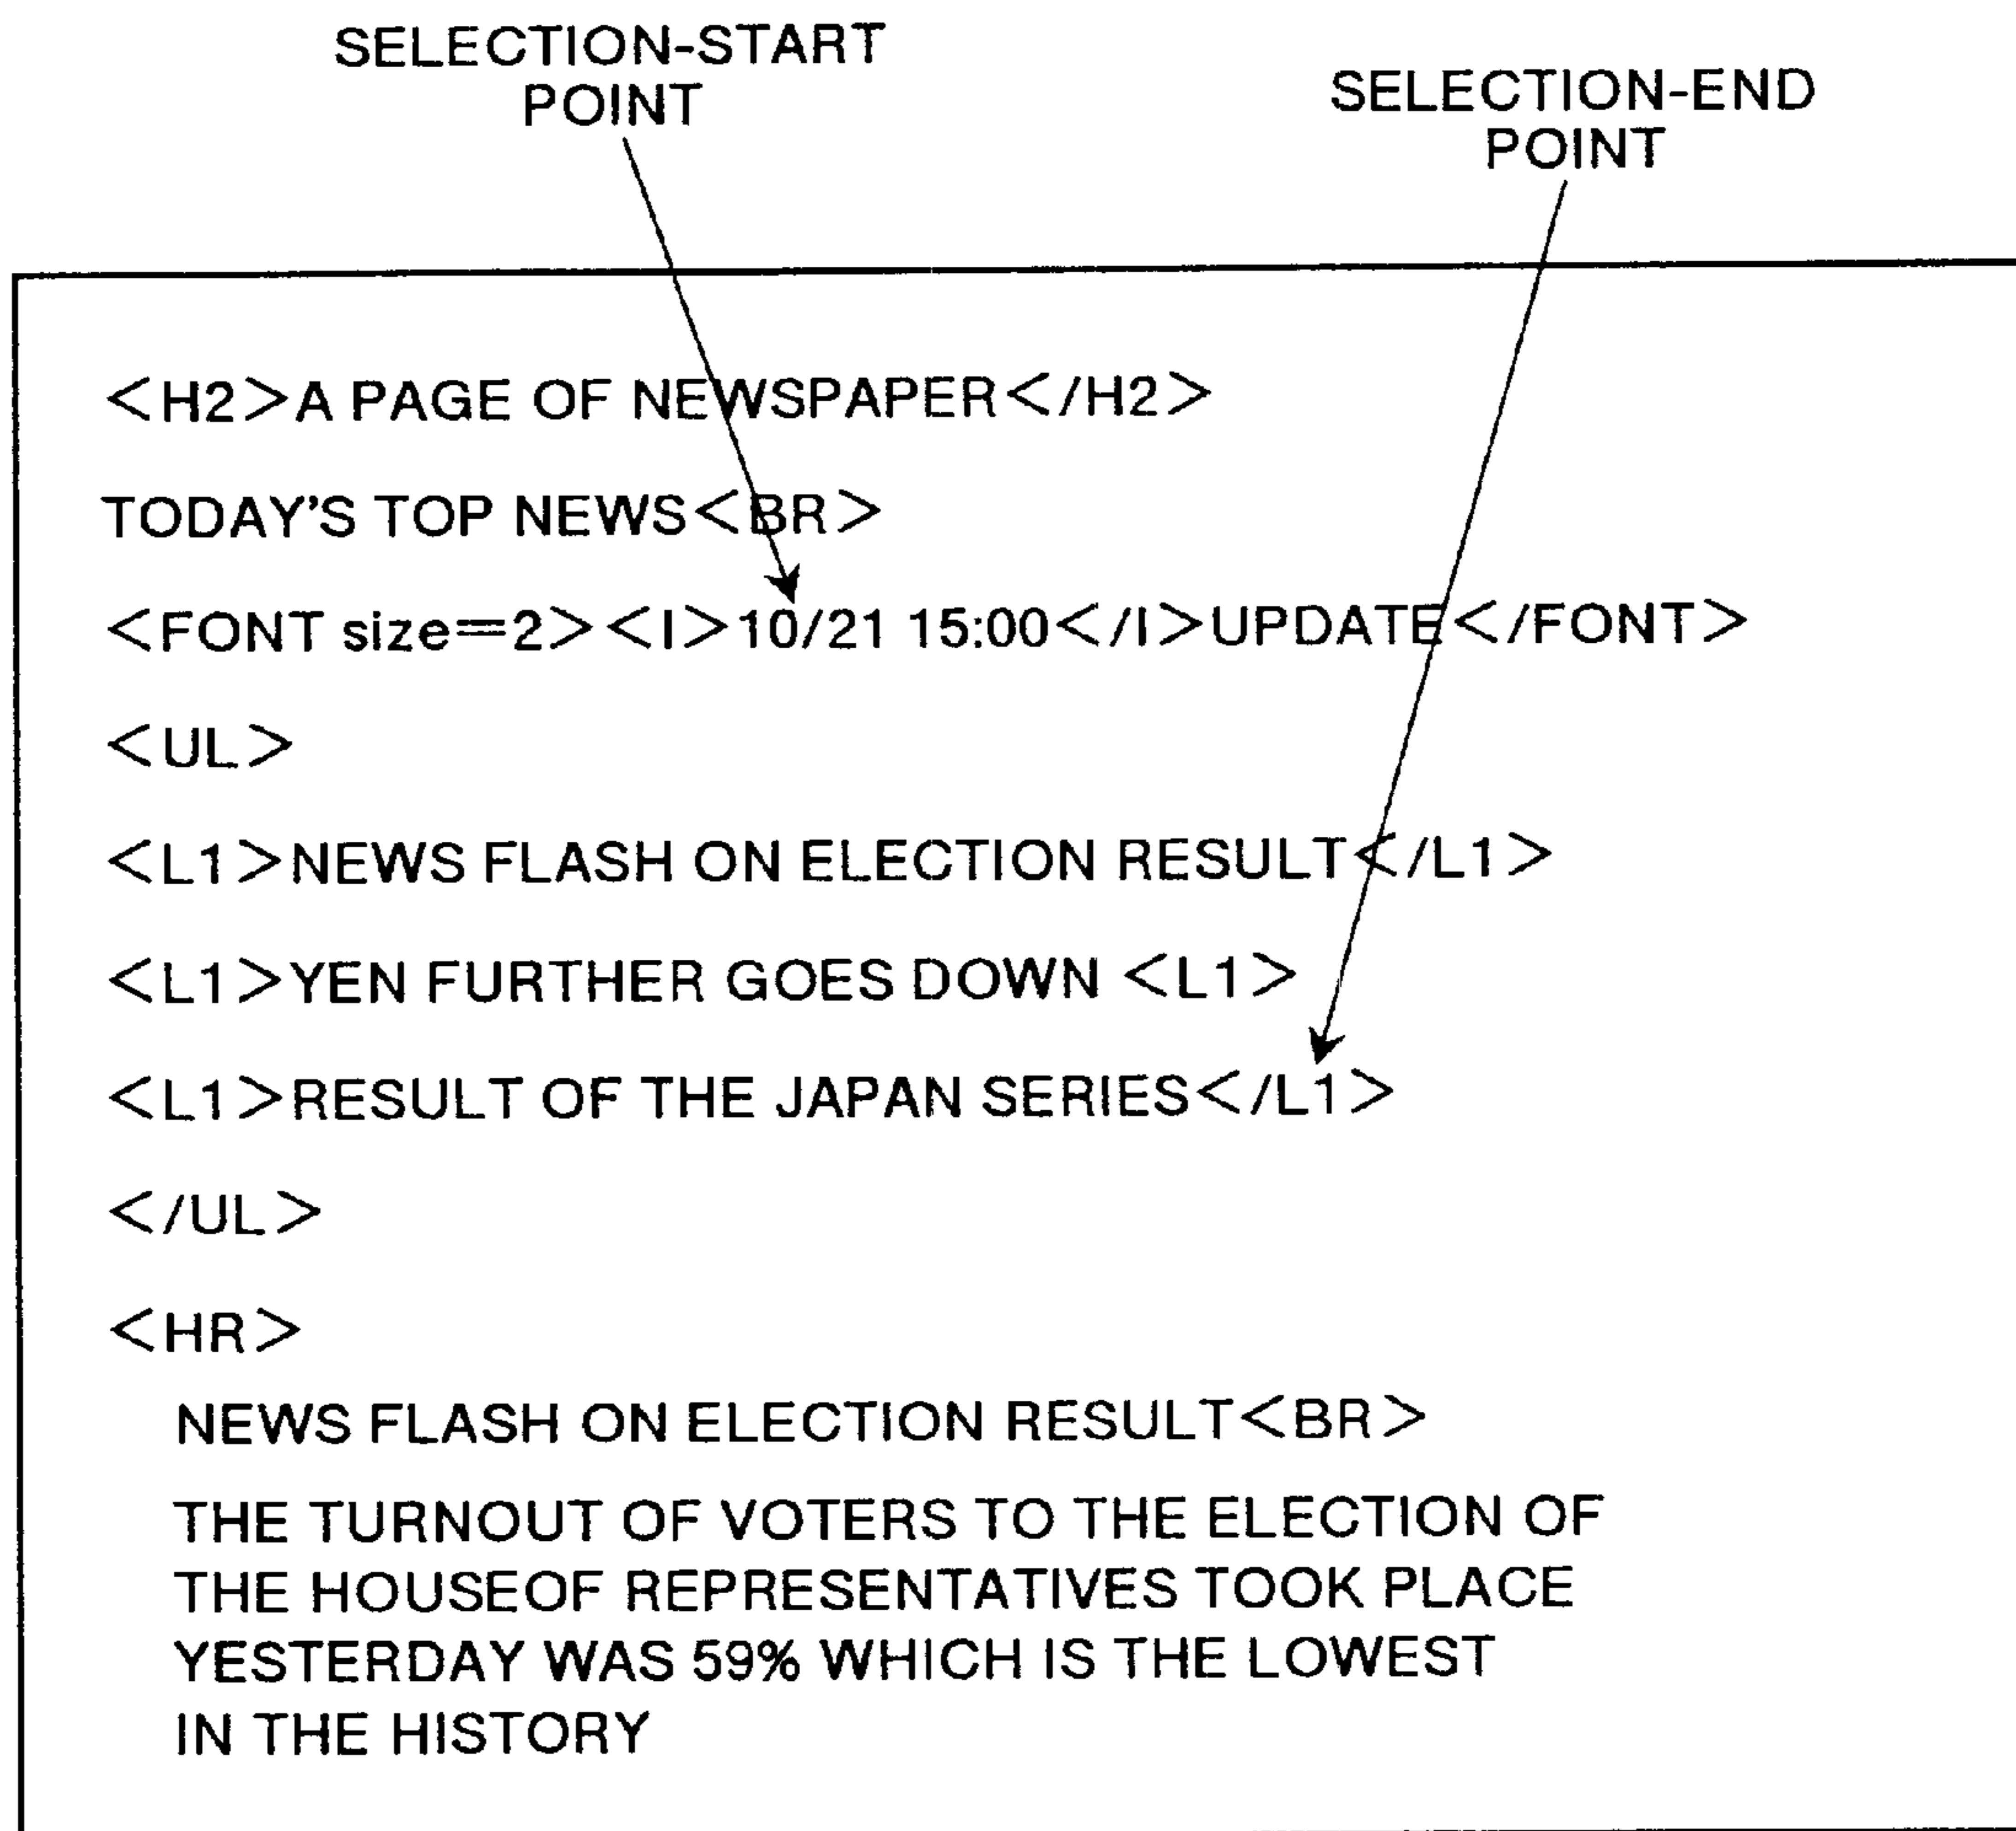 SELECTION-START
POINT
SELECTION-END
POINT
<H2>A PAGE OF NEWSPAPER</H2>
TODAY'S TOP NEWS<BR>
<FONT size=2><I>10/21 15:00</I>UPDATE</FONT>
<UL>
<L1>NEWS FLASH ON ELECTION RESULT</L1>
<L1>YEN FURTHER GOES DOWN <L1>
<L1>RESULT OF THE JAPAN SERIES</L1>
</UL>
<HR>
NEWS FLASH ON ELECTION RESULT<BR>
THE TURNOUT OF VOTERS TO THE ELECTION OF
THE HOUSEOF REPRESENTATIVES TOOK PLACE
YESTERDAY WAS 59% WHICH IS THE LOWEST
IN THE HISTORY